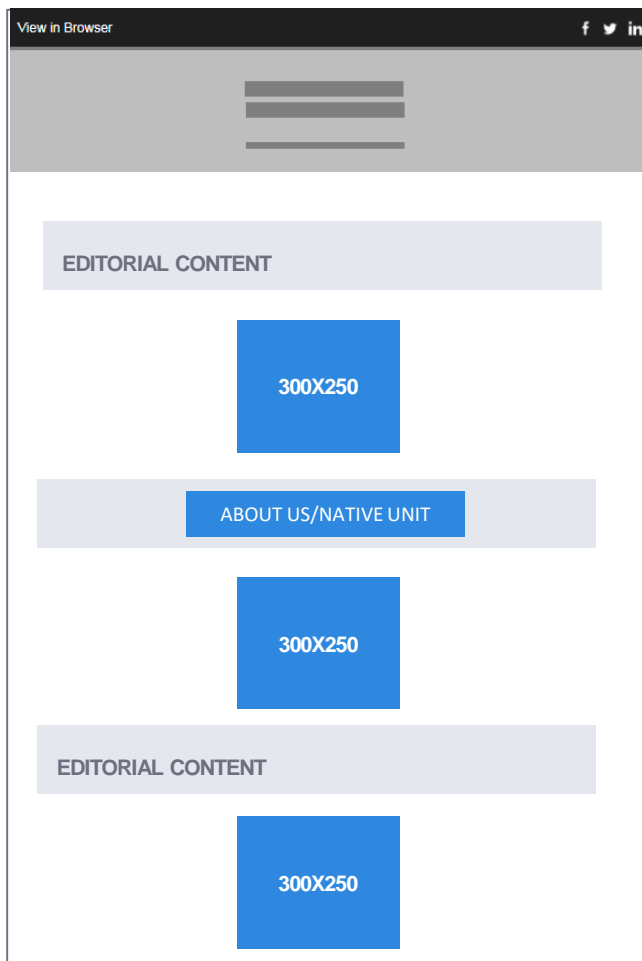 View in Browser
EDITORIAL CONTENT
300X250
ABOUT US/NATIVE UNIT
300X250
EDITORIAL CONTENT
300X250